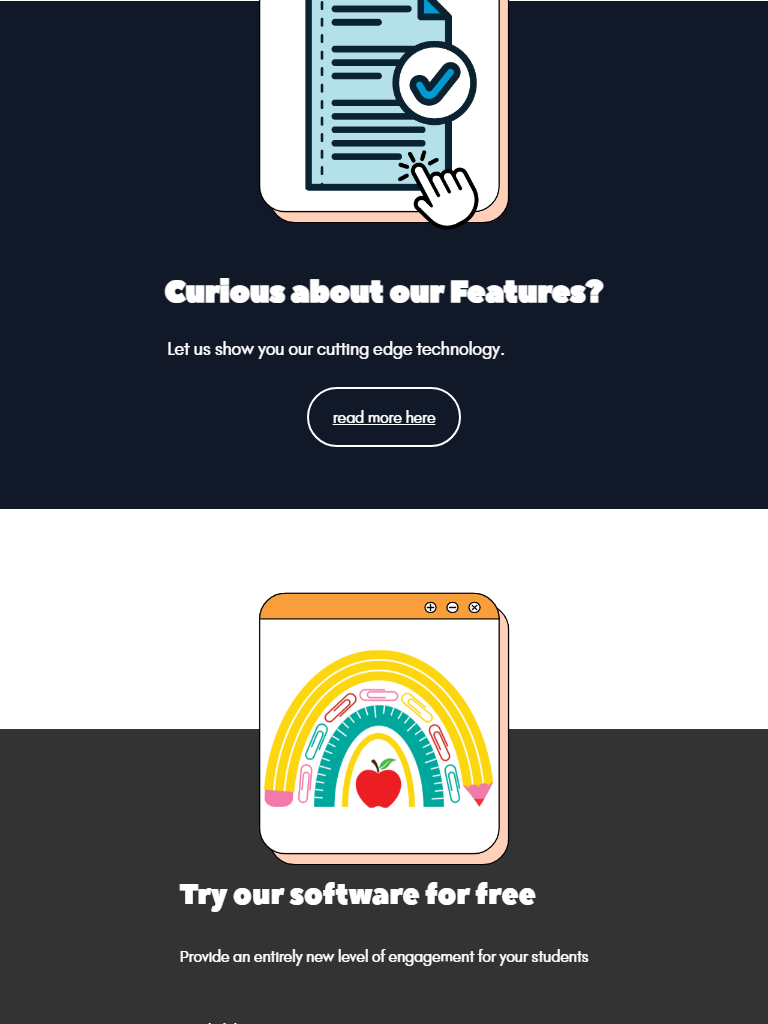 Curious about our Features?
Let us show you our cutting edge technology.
read more here
Try our software for free
Provide an entirely new level of engagement for your students